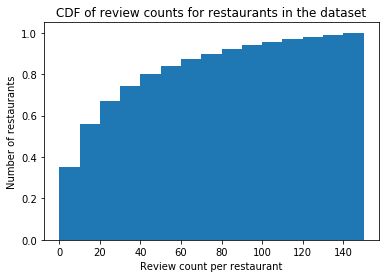 CDF of review counts for restaurants in the dataset
1.0
0.8
0.6
0.4
0.2
0.0
Number of restaurants
0 20 40 60 80 100 120 140
Review count per restaurant